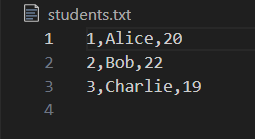 students.txt
1 1,Alice,20
2 2,Bob,22
3 3,Charlie,19
4